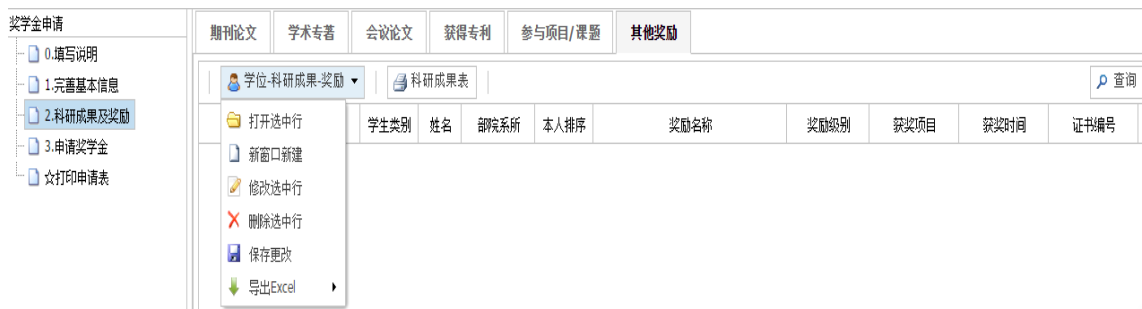 奖学金申请
0.填写说明
1.完善基本信息
2.科研成果及奖励
3.申请奖学金
☆打印申请表
期刊论文 学术专著 会议论文 获得专利 参与项目/课题 其他奖励
学位-科研成果-奖励 科研成果表 查询
学生类别 姓名 部院系所 本人排序 奖励名称 奖励级别 获奖项目 获奖时间 证书编号
打开选中行
新窗口新建
修改选中行
删除选中行
保存更改
导出Excel